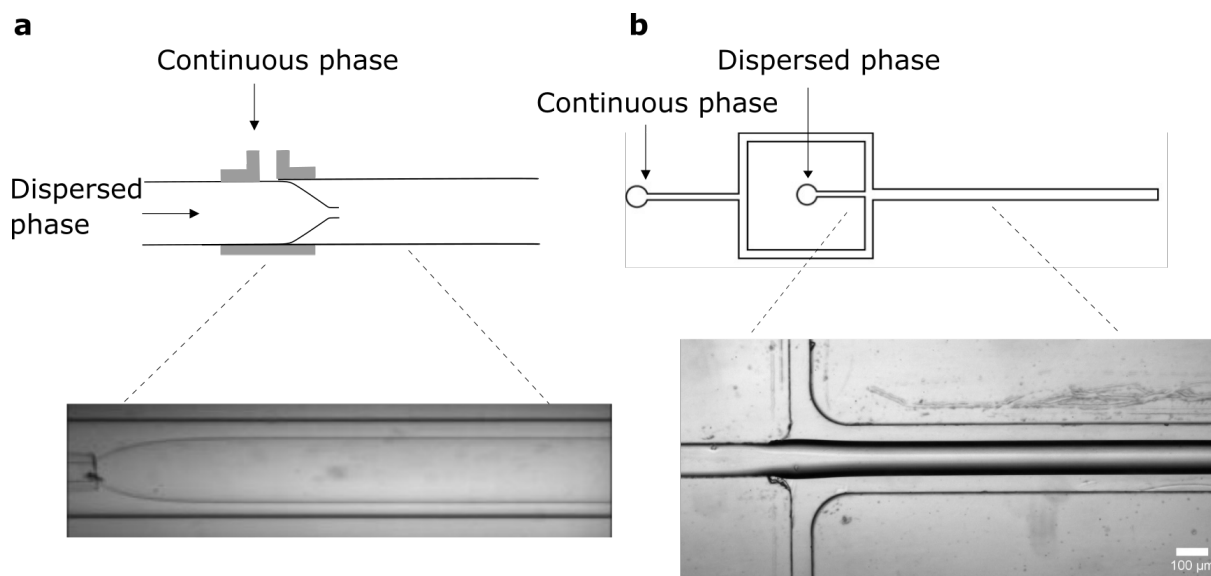 a
Continuous phase
Dispersed
phase
b
Dispersed phase
Continuous phase
100 µm